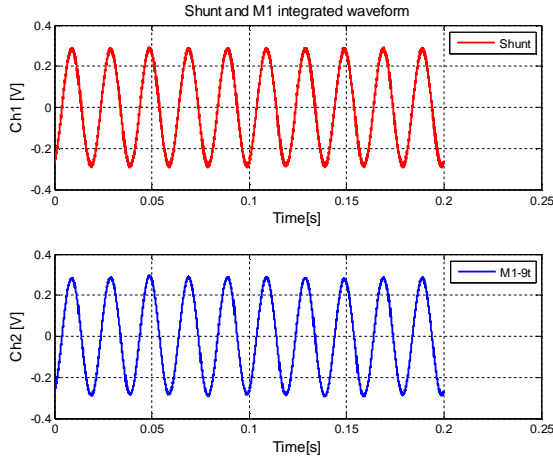 Shunt and M1 integrated waveform
0.4
0.2
0
-0.2
-0.4
Ch1 [V]
Shunt
0 0.05 0.1 0.15 0.2 0.25
Time[s]
0.4
0.2
0
-0.2
-0.4
Ch2 [V]
M1-9t
0 0.05 0.1 0.15 0.2 0.25
Time[s]